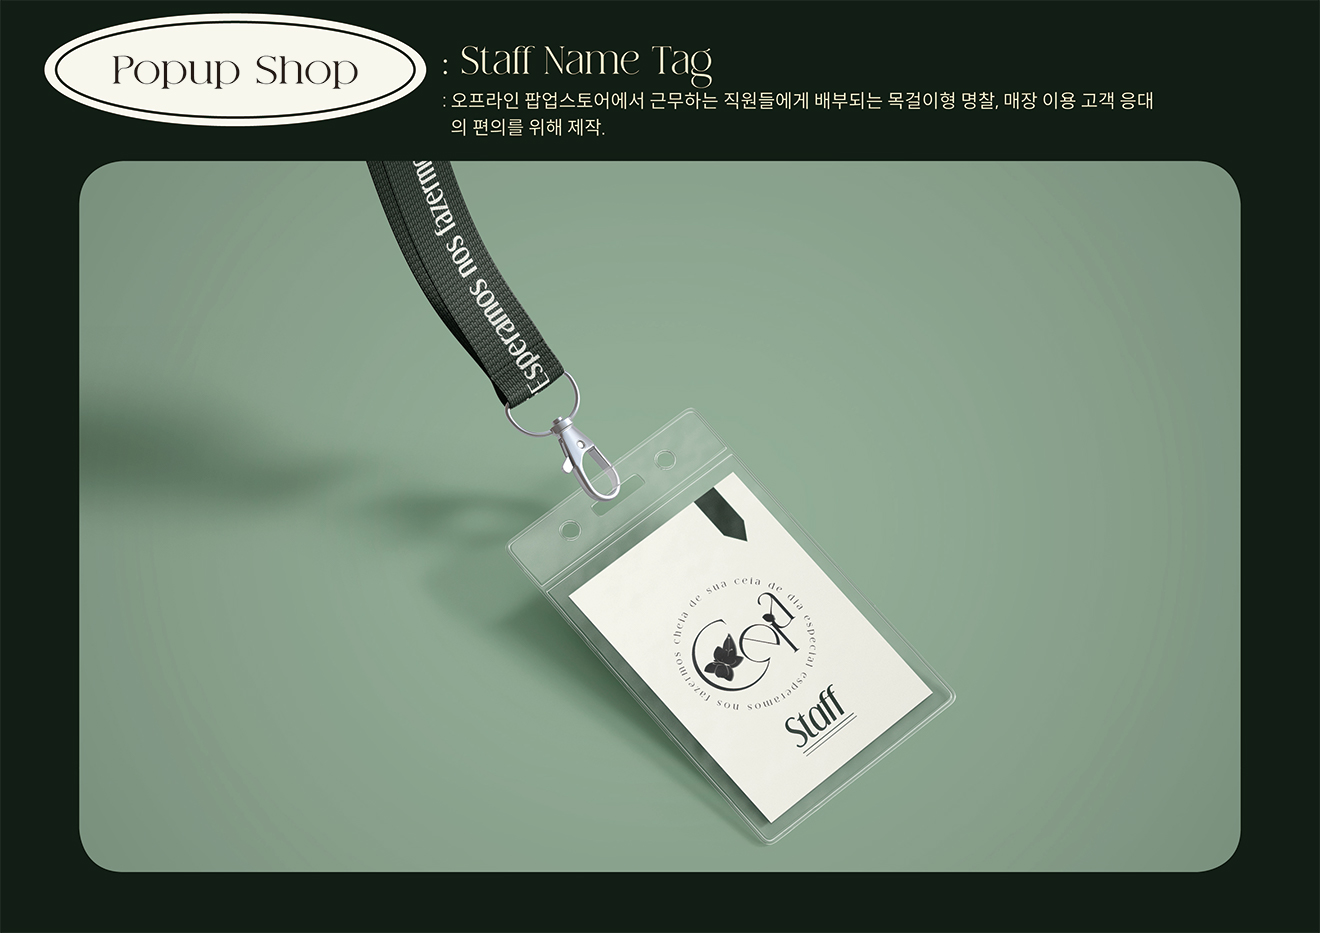 Popup Shop
: Staff Name Tag
: 오프라인 팝업스토어에서 근무하는 직원들에게 배부되는 목걸이형 명찰, 매장 이용 고객 응대
의 편의를 위해 제작.
Esperamos nos fazermo
cheia de sua ceia de dia especial esperamos nos fazermos
Copa
Staff